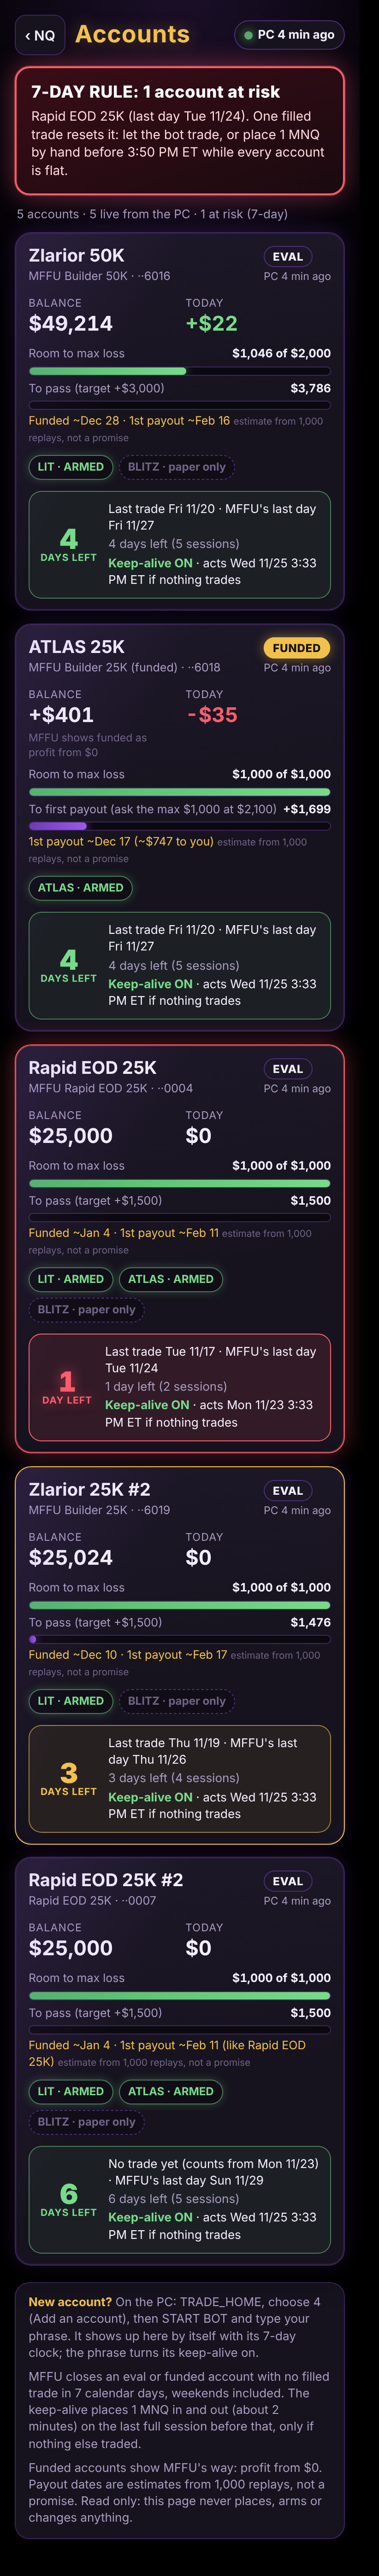 ‹ NQ
Accounts
PC 4 min ago
7-DAY RULE: 1 account at risk
Rapid EOD 25K (last day Tue 11/24). One filled
trade resets it: let the bot trade, or place 1 MNQ
by hand before 3:50 PM ET while every account
is flat.
5 accounts · 5 live from the PC · 1 at risk (7-day)
Zlarior 50K
EVAL
MFFU Builder 50K · ··6016
PC 4 min ago
BALANCE
TODAY
$49,214
+$22
Room to max loss
$1,046 of $2,000
To pass (target +$3,000)
$3,786
Funded ~Dec 28 · 1st payout ~Feb 16 estimate from 1,000
replays, not a promise
LIT · ARMED
BLITZ · paper only
4
DAYS LEFT
Last trade Fri 11/20 · MFFU's last day
Fri 11/27
4 days left (5 sessions)
Keep-alive ON · acts Wed 11/25 3:33
PM ET if nothing trades
ATLAS 25K
FUNDED
MFFU Builder 25K (funded) · ··6018
PC 4 min ago
BALANCE
TODAY
+$401
-$35
MFFU shows funded as
profit from $0
Room to max loss
$1,000 of $1,000
To first payout (ask the max $1,000 at $2,100)
+$1,699
1st payout ~Dec 17 (~$747 to you) estimate from 1,000
replays, not a promise
ATLAS · ARMED
4
DAYS LEFT
Last trade Fri 11/20 · MFFU's last day
Fri 11/27
4 days left (5 sessions)
Keep-alive ON · acts Wed 11/25 3:33
PM ET if nothing trades
Rapid EOD 25K
EVAL
MFFU Rapid EOD 25K · ··0004
PC 4 min ago
BALANCE
TODAY
$25,000
$0
Room to max loss
$1,000 of $1,000
To pass (target +$1,500)
$1,500
Funded ~Jan 4 · 1st payout ~Feb 11 estimate from 1,000
replays, not a promise
LIT · ARMED
ATLAS · ARMED
BLITZ · paper only
1
DAY LEFT
Last trade Tue 11/17 · MFFU's last day
Tue 11/24
1 day left (2 sessions)
Keep-alive ON · acts Mon 11/23 3:33
PM ET if nothing trades
Zlarior 25K #2
EVAL
MFFU Builder 25K · ··6019
PC 4 min ago
BALANCE
TODAY
$25,024
$0
Room to max loss
$1,000 of $1,000
To pass (target +$1,500)
$1,476
Funded ~Dec 10 · 1st payout ~Feb 17 estimate from 1,000
replays, not a promise
LIT · ARMED
BLITZ · paper only
3
DAYS LEFT
Last trade Thu 11/19 · MFFU's last
day Thu 11/26
3 days left (4 sessions)
Keep-alive ON · acts Wed 11/25 3:33
PM ET if nothing trades
Rapid EOD 25K #2
EVAL
Rapid EOD 25K · ··0007
PC 4 min ago
BALANCE
TODAY
$25,000
$0
Room to max loss
$1,000 of $1,000
To pass (target +$1,500)
$1,500
Funded ~Jan 4 · 1st payout ~Feb 11 (like Rapid EOD
25K) estimate from 1,000 replays, not a promise
LIT · ARMED
ATLAS · ARMED
BLITZ · paper only
6
DAYS LEFT
No trade yet (counts from Mon 11/23)
· MFFU's last day Sun 11/29
6 days left (5 sessions)
Keep-alive ON · acts Wed 11/25 3:33
PM ET if nothing trades
New account? On the PC: TRADE_HOME, choose 4
(Add an account), then START BOT and type your
phrase. It shows up here by itself with its 7-day
clock; the phrase turns its keep-alive on.
MFFU closes an eval or funded account with no filled
trade in 7 calendar days, weekends included. The
keep-alive places 1 MNQ in and out (about 2
minutes) on the last full session before that, only if
nothing else traded.
Funded accounts show MFFU's way: profit from $0.
Payout dates are estimates from 1,000 replays, not a
promise. Read only: this page never places, arms or
changes anything.